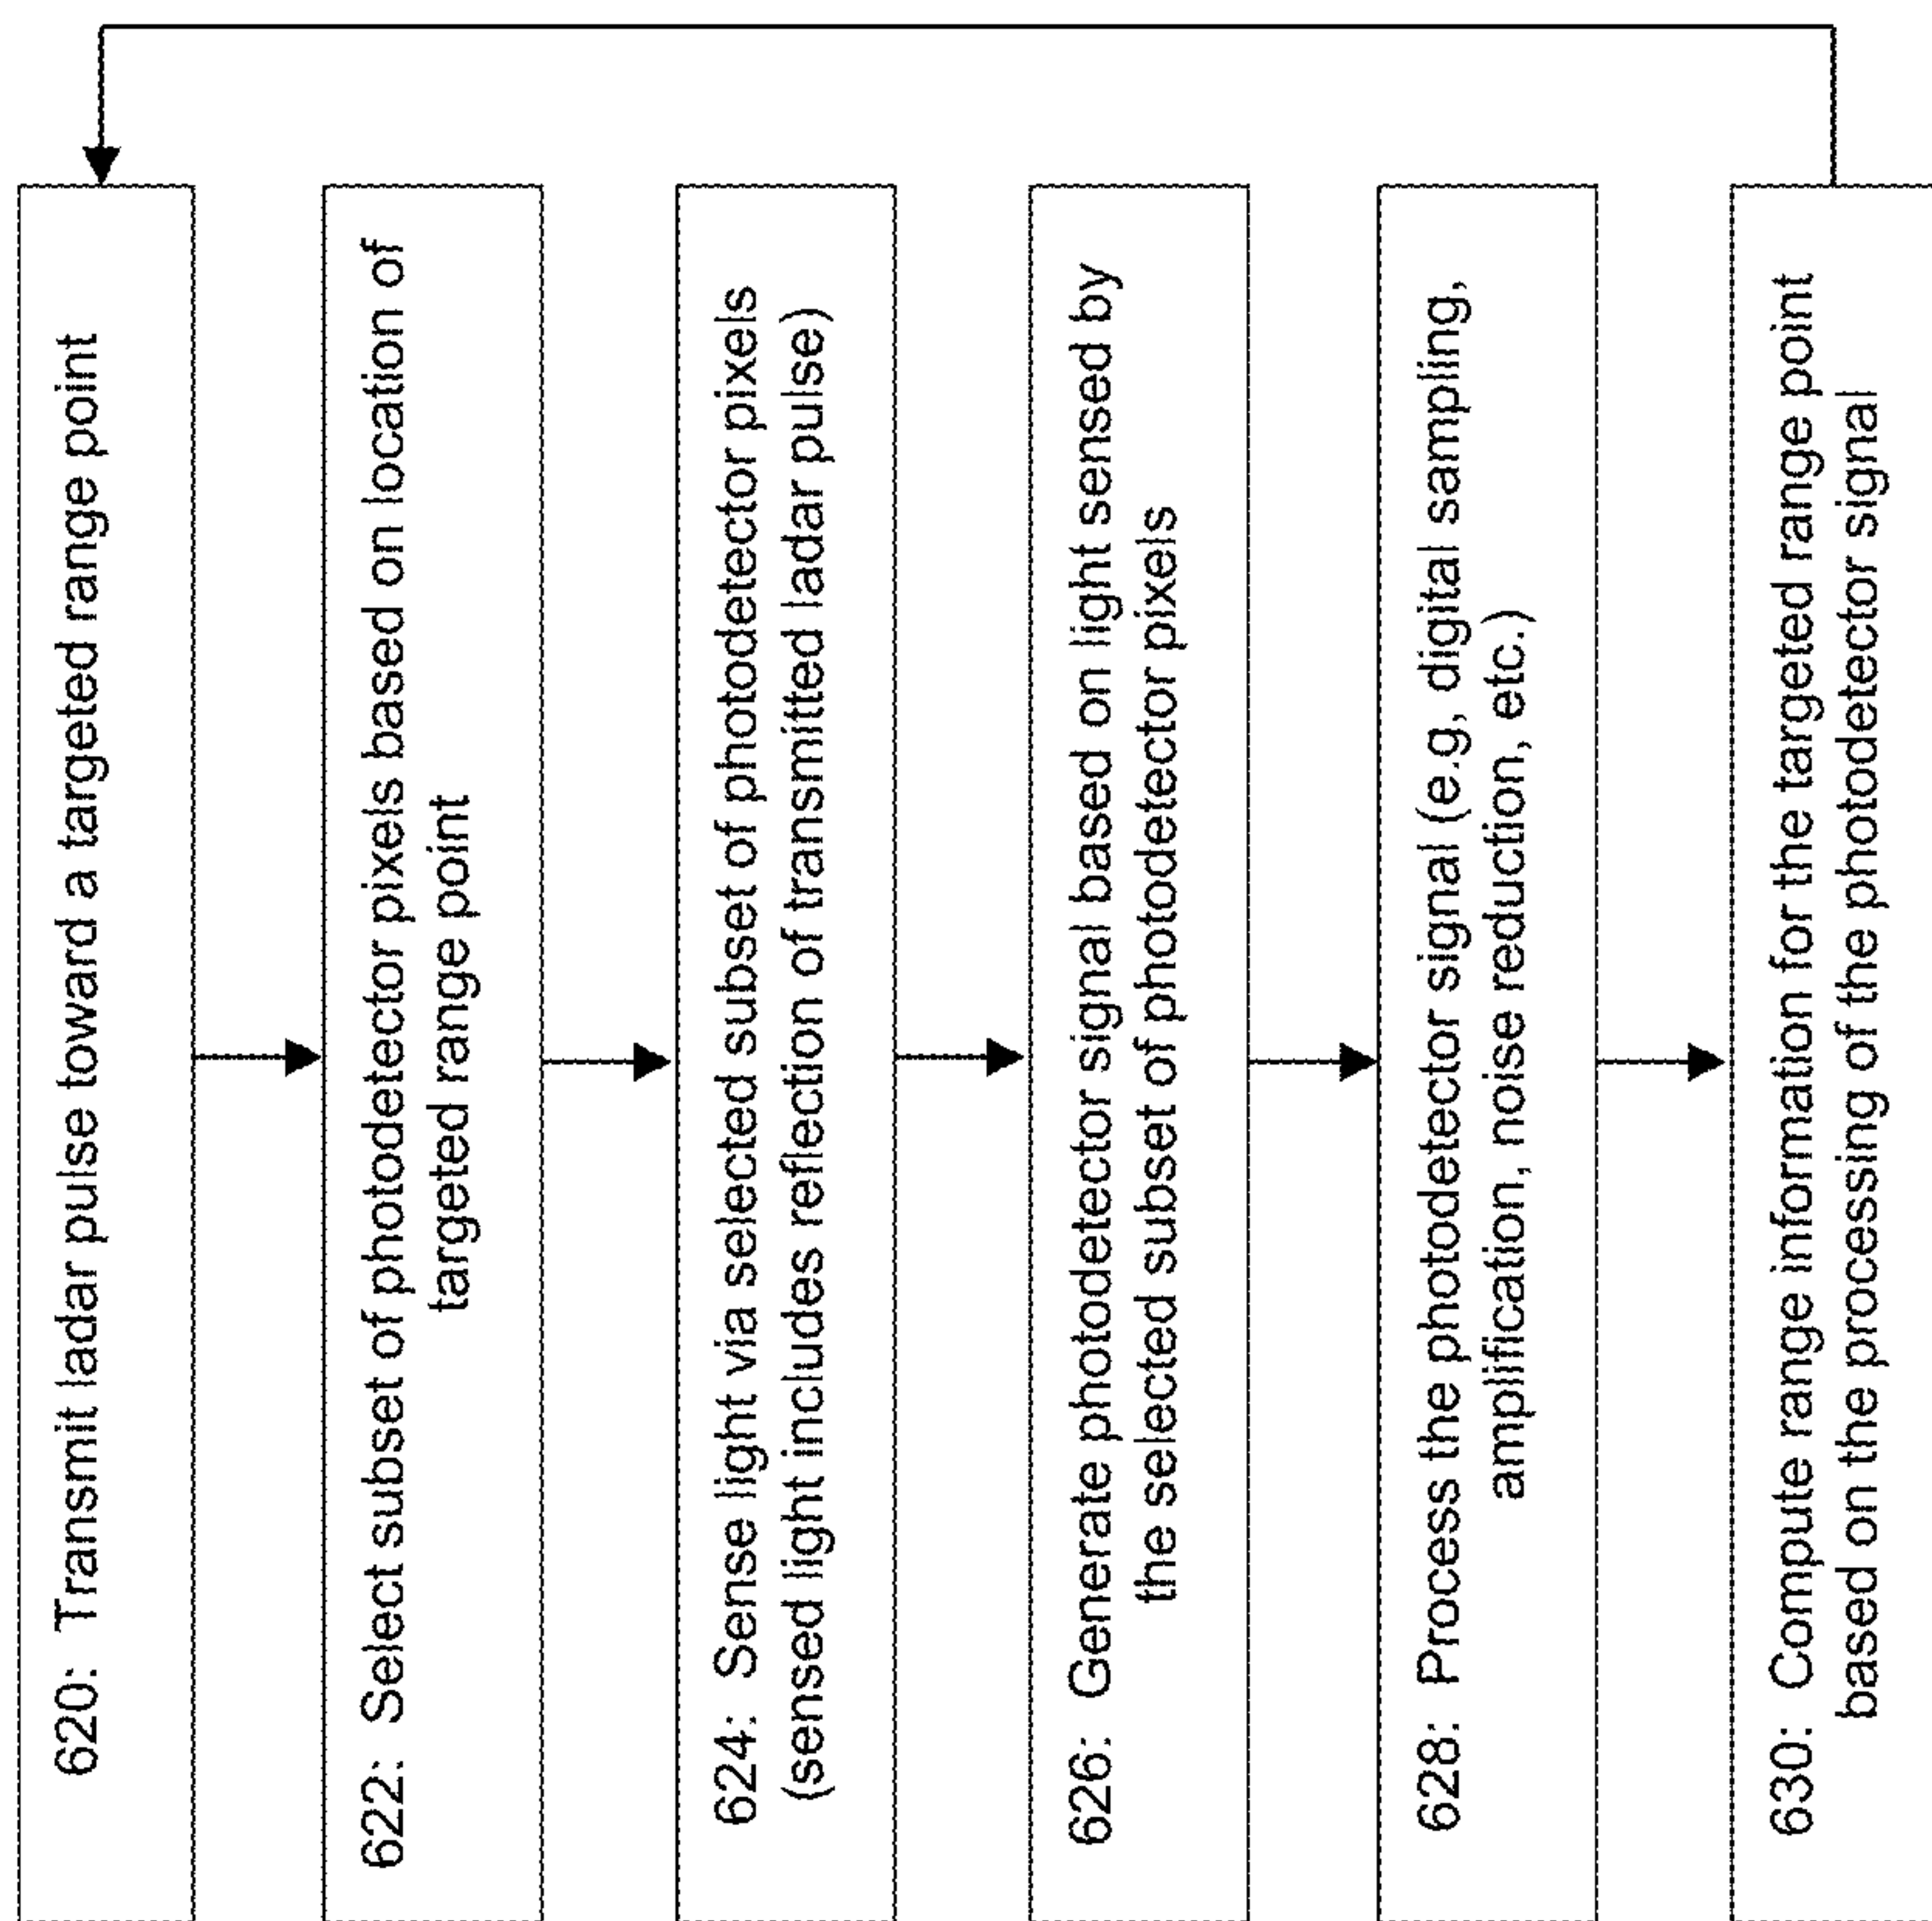 620: Transmit ladar pulse toward a targeted range point
622: Select subset of photodetector pixels based on location of
targeted range point
624: Sense light via selected subset of photodetector pixels
(sensed light includes reflection of transmitted ladar pulse)
626: Generate photodetector signal based on light sensed by
the selected subset of photodetector pixels
628: Process the photodetector signal (e.g, digital sampling,
amplification, noise reduction, etc.)
630: Compute range information for the targeted range point
based on the processing of the photodetector signal